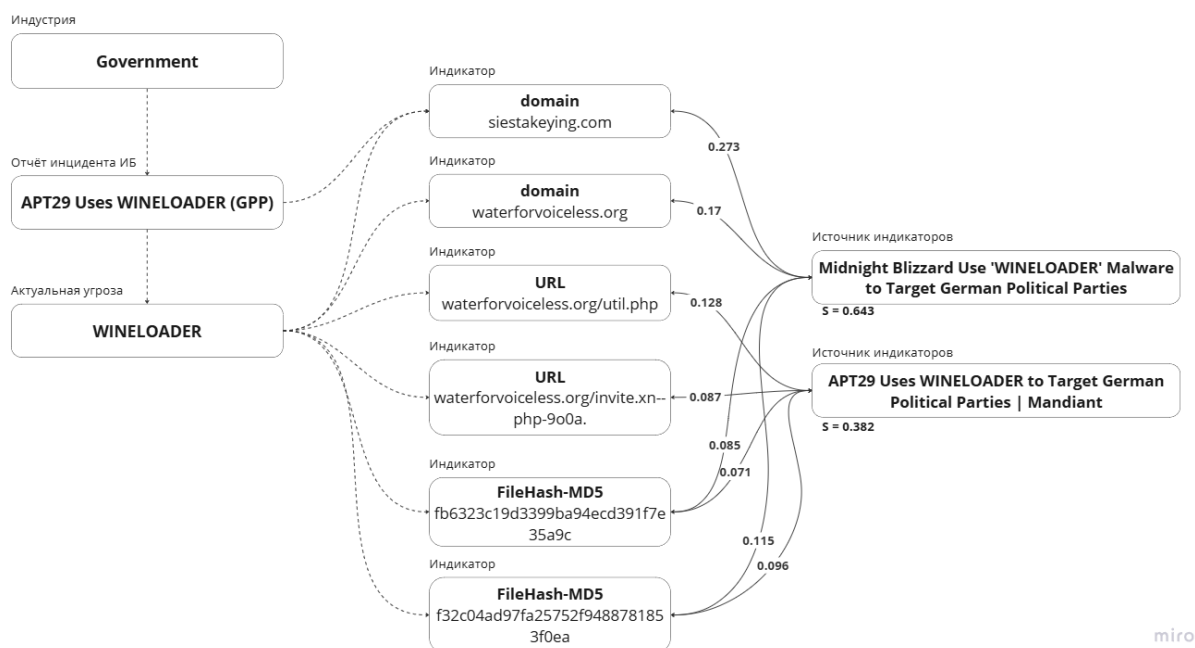 Индустрия
Government
Отчёт инцидента ИБ
APT29 Uses WINELOADER (GPP)
Актуальная угроза
WINELOADER
Индикатор
domain
siestakeying.com
Индикатор
domain
waterforvoiceless.org
Индикатор
URL
waterforvoiceless.org/util.php
Индикатор
URL
waterforvoiceless.org/invite.xn--
php-9o0a.
Индикатор
FileHash-MD5
fb6323c19d3399ba94ecd391f7e
35a9c
Индикатор
FileHash-MD5
f32c04ad97fa25752f948878185
3f0ea
0.273
0.17
0.128
0.087
0.085
0.071
0.115
0.096
Источник индикаторов
Midnight Blizzard Use 'WINELOADER' Malware
to Target German Political Parties
S = 0.643
Источник индикаторов
APT29 Uses WINELOADER to Target German
Political Parties | Mandiant
S = 0.382
miro